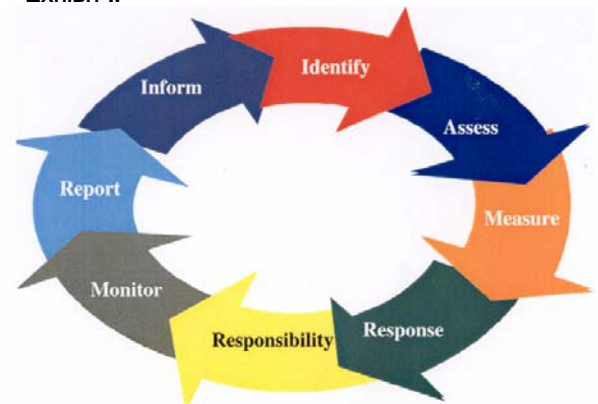 Identify
Assess
Measure
Response
Responsibility
Monitor
Report
Inform